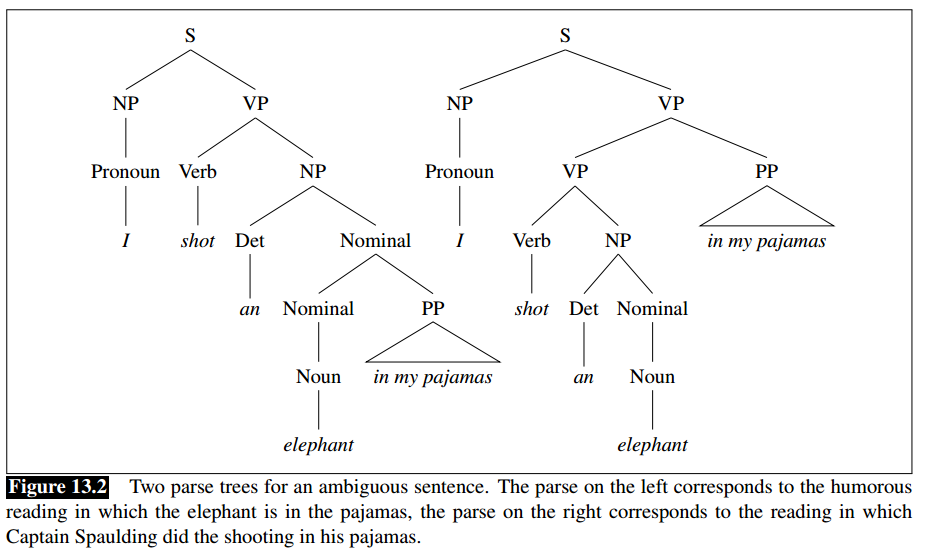 S S
NP VP NP VP
Pronoun Verb NP Pronoun VP PP
I shot Det Nominal I Verb NP in my pajamas
an Nominal PP shot Det Nominal
Noun in my pajamas an Noun
elephant elephant
Figure 13.2 Two parse trees for an ambiguous sentence. The parse on the left corresponds to the humorous
reading in which the elephant is in the pajamas, the parse on the right corresponds to the reading in which
Captain Spaulding did the shooting in his pajamas.